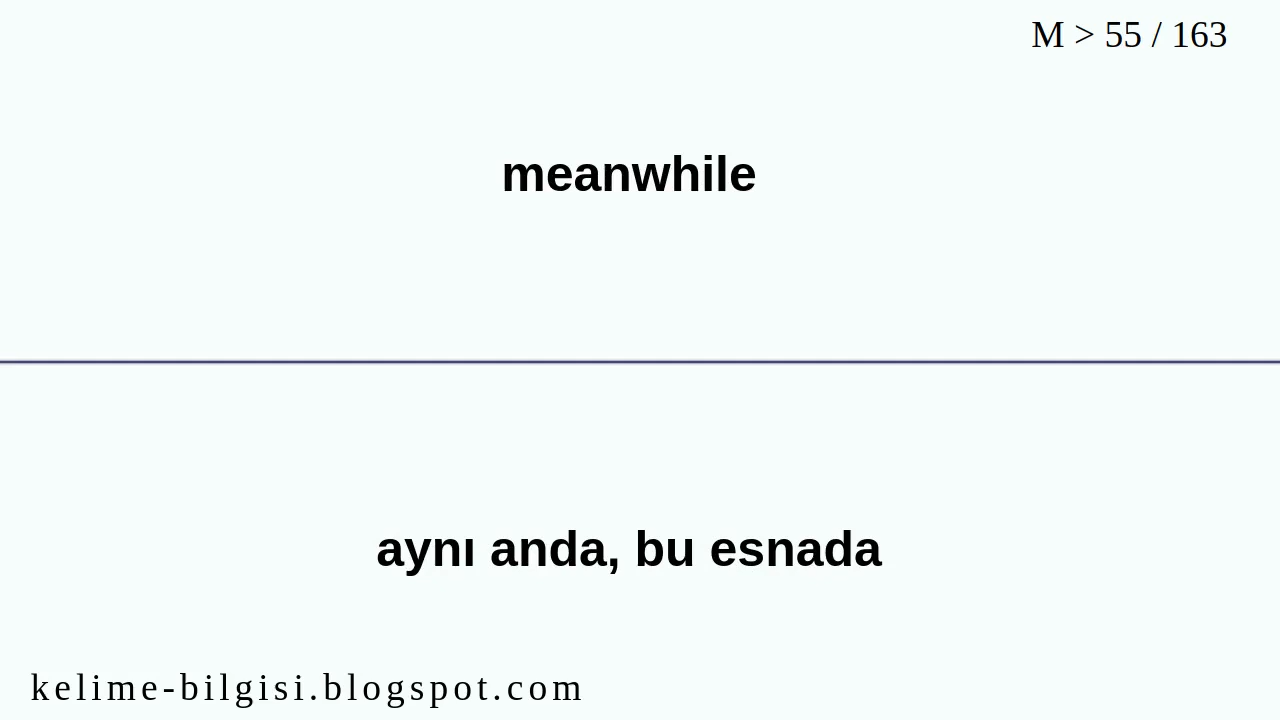 M > 55 / 163
meanwhile
aynı anda, bu esnada
kelime-bilgisi.blogspot.com